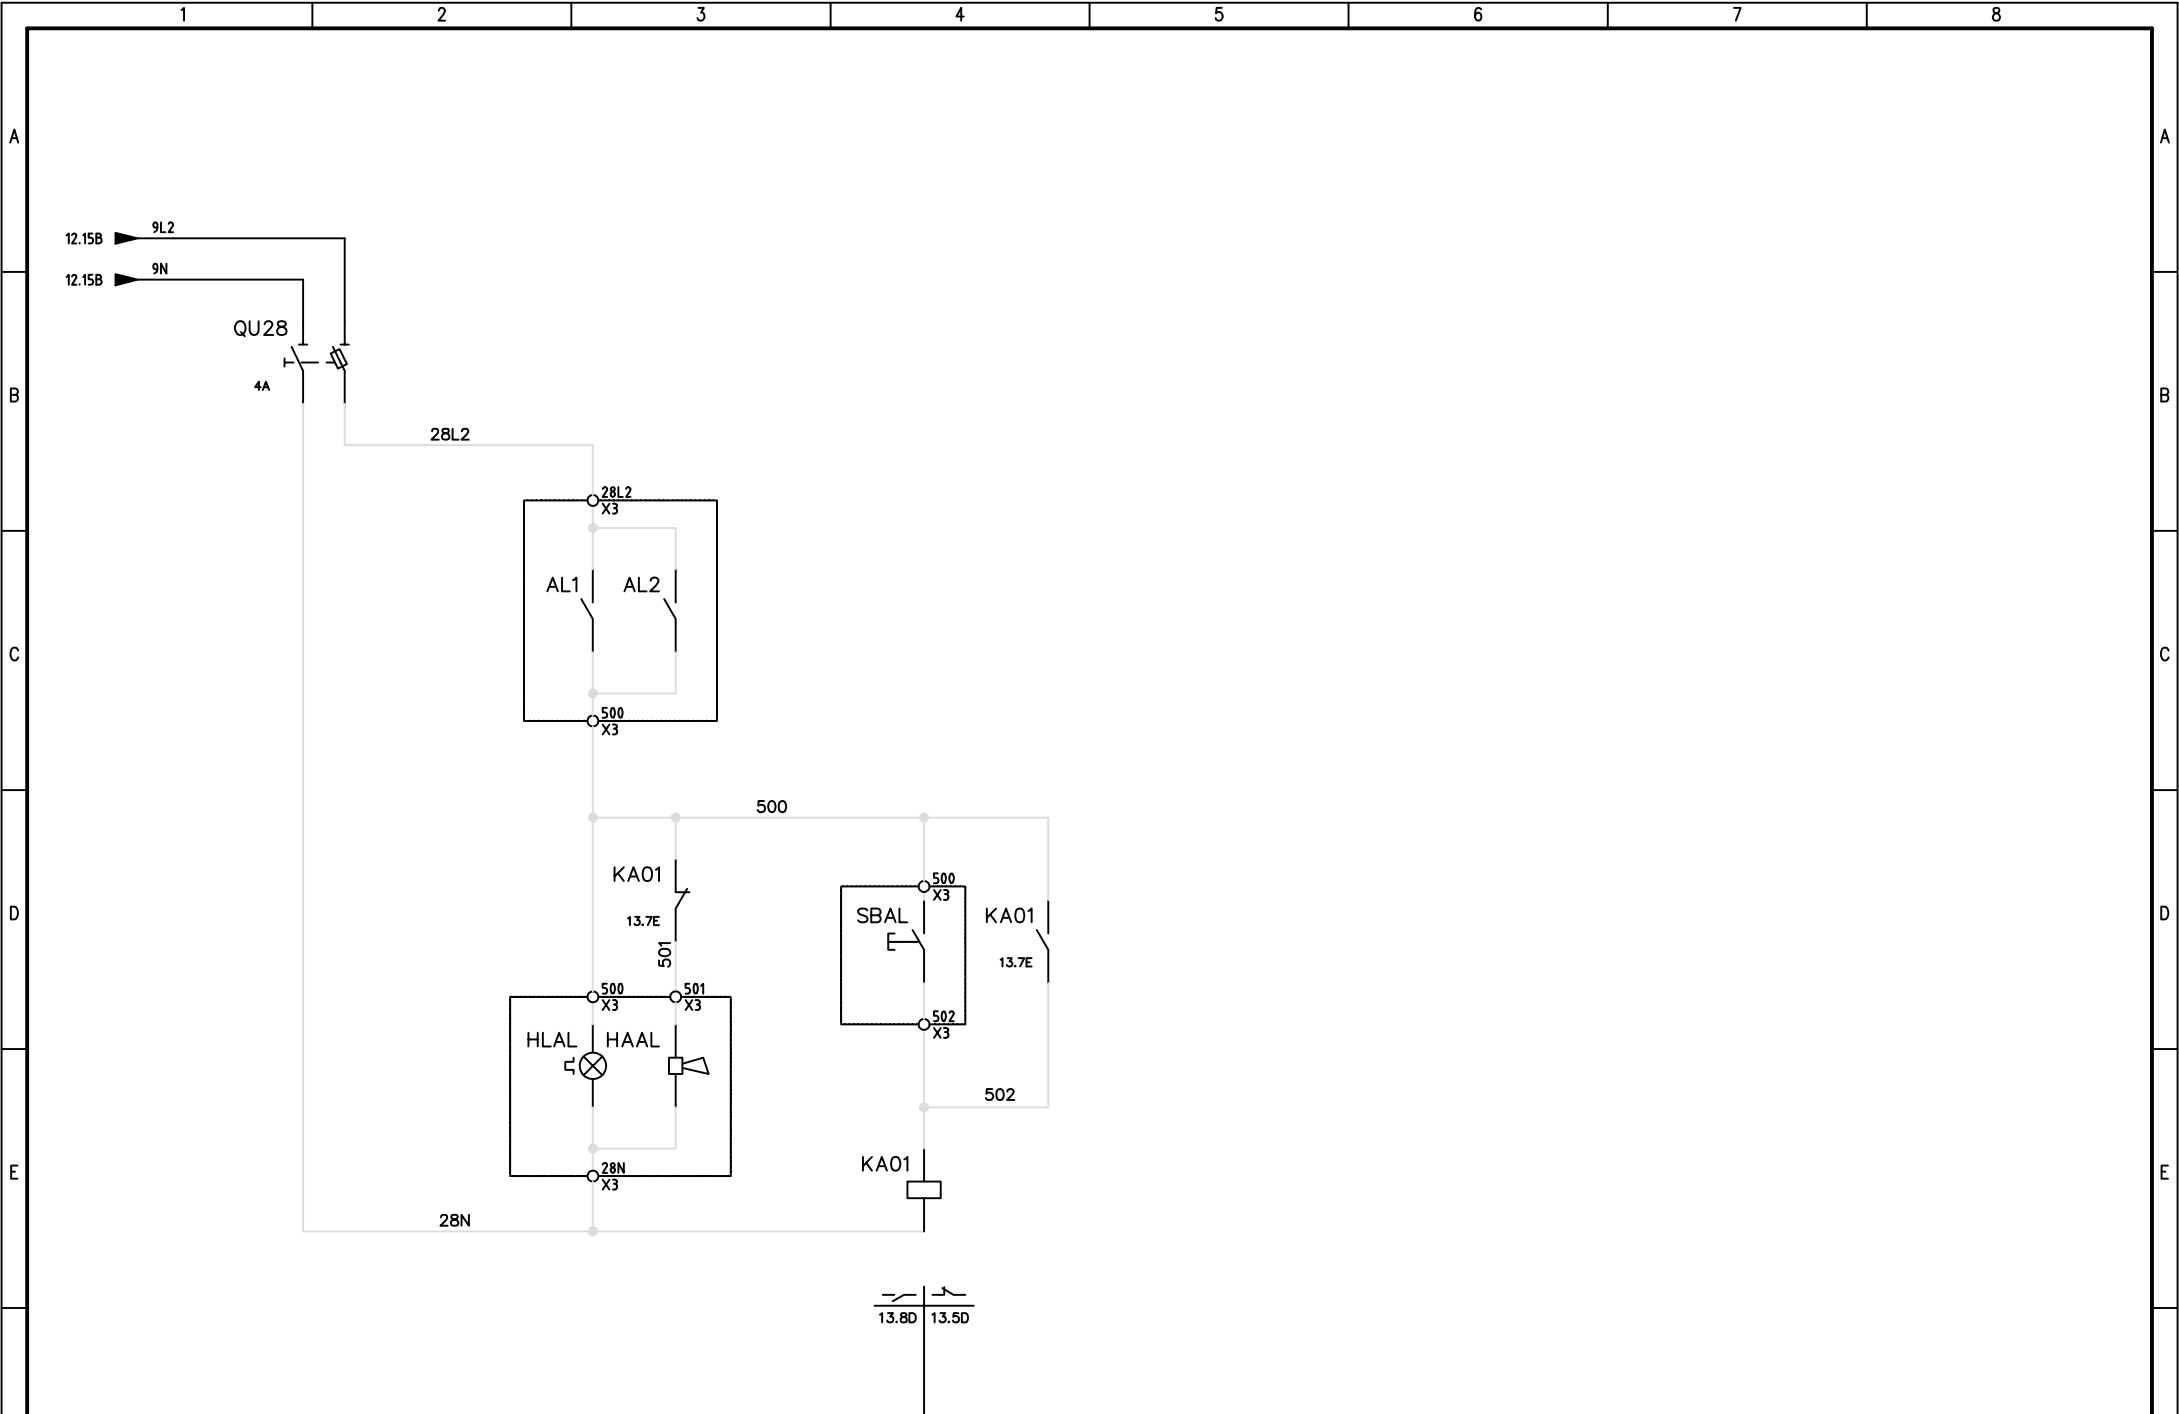 1 2 3 4 5 6 7 8
A A
9L2
12.15B
9N
12.15B
QU28
4A
B B
28L2
28L2
X3
AL1 AL2
C C
500
X3
500
KA01
13.7E
501
500
X3
SBAL
KA01
13.7E
D D
500
X3
501
X3
502
X3
HLAL HAAL
502
KA01
28N
X3
E E
28N
13.8D 13.5D